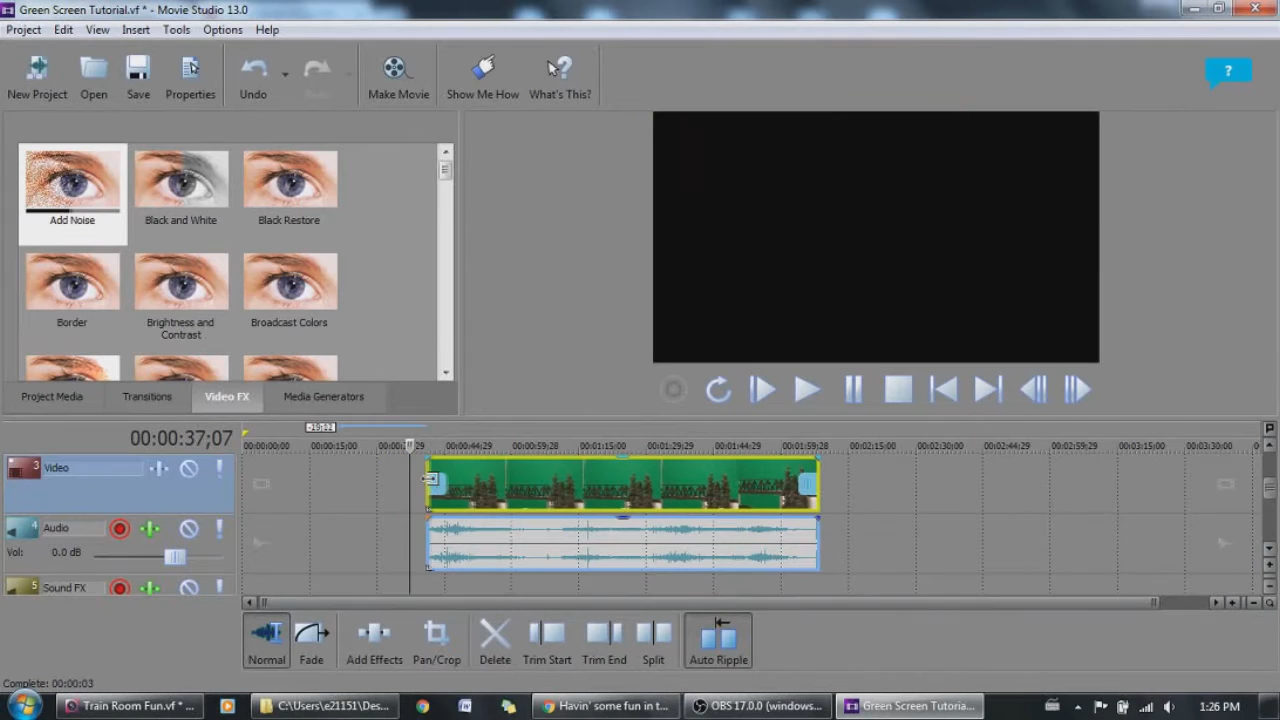 Green Screen Tutorial.vf * - Movie Studio 13.0
Project Edit View Insert Tools Options Help
New Project Open Save Properties Undo Make Movie Show Me How What's This?
?
Add Noise Black and White Black Restore
Border Brightness and Contrast Broadcast Colors
Project Media Transitions Video FX Media Generators
00:00:37;07
-15:12
00:00:00:00 00:00:15:00 00:00:44:29 00:00:59:28 00:01:15:00 00:01:29:29 00:01:44:29 00:01:59:28 00:02:15:00 00:02:30:00 00:02:44:29 00:02:59:28 00:03:15:00 00:03:30:00
3 Video
4 Audio
Vol: 0.0 dB
5 Sound FX
Normal Fade Add Effects Pan/Crop Delete Trim Start Trim End Split Auto Ripple
Complete: 00:00:03
Train Room Fun.vf * ... C:\Users\e21151\Des... Havin' some fun in t... OBS 17.0.0 (windows... Green Screen Tutoria... 1:26 PM